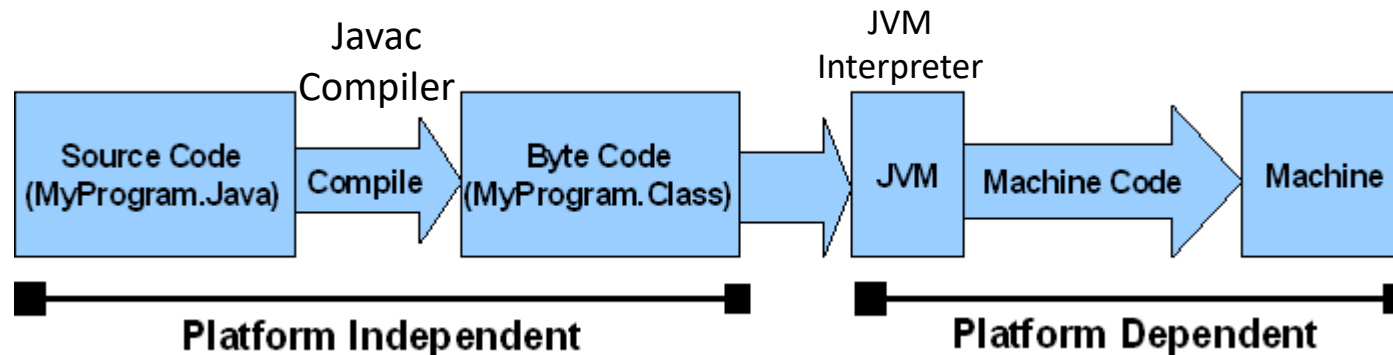 Javac
Compiler
JVM
Interpreter
Source Code
(MyProgram.Java)
Compile
Byte Code
(MyProgram.Class)
JVM
Machine Code
Machine
Platform Independent
Platform Dependent